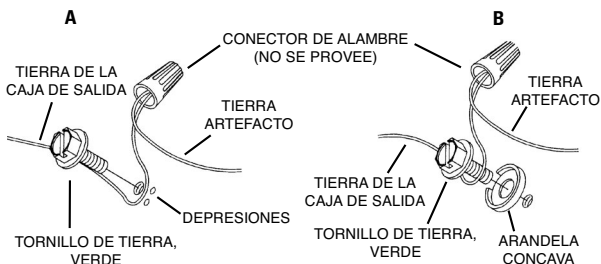 A
B
CONECTOR DE ALAMBRE
(NO SE PROVEE)
TIERRA DE LA
CAJA DE SALIDA
TIERRA
ARTEFACTO
TIERRA
ARTEFACTO
TIERRA DE LA
CAJA DE SALIDA
DEPRESIONES
TORNILLO DE TIERRA,
VERDE
TORNILLO DE TIERRA,
VERDE
ARANDELA
CONCAVA